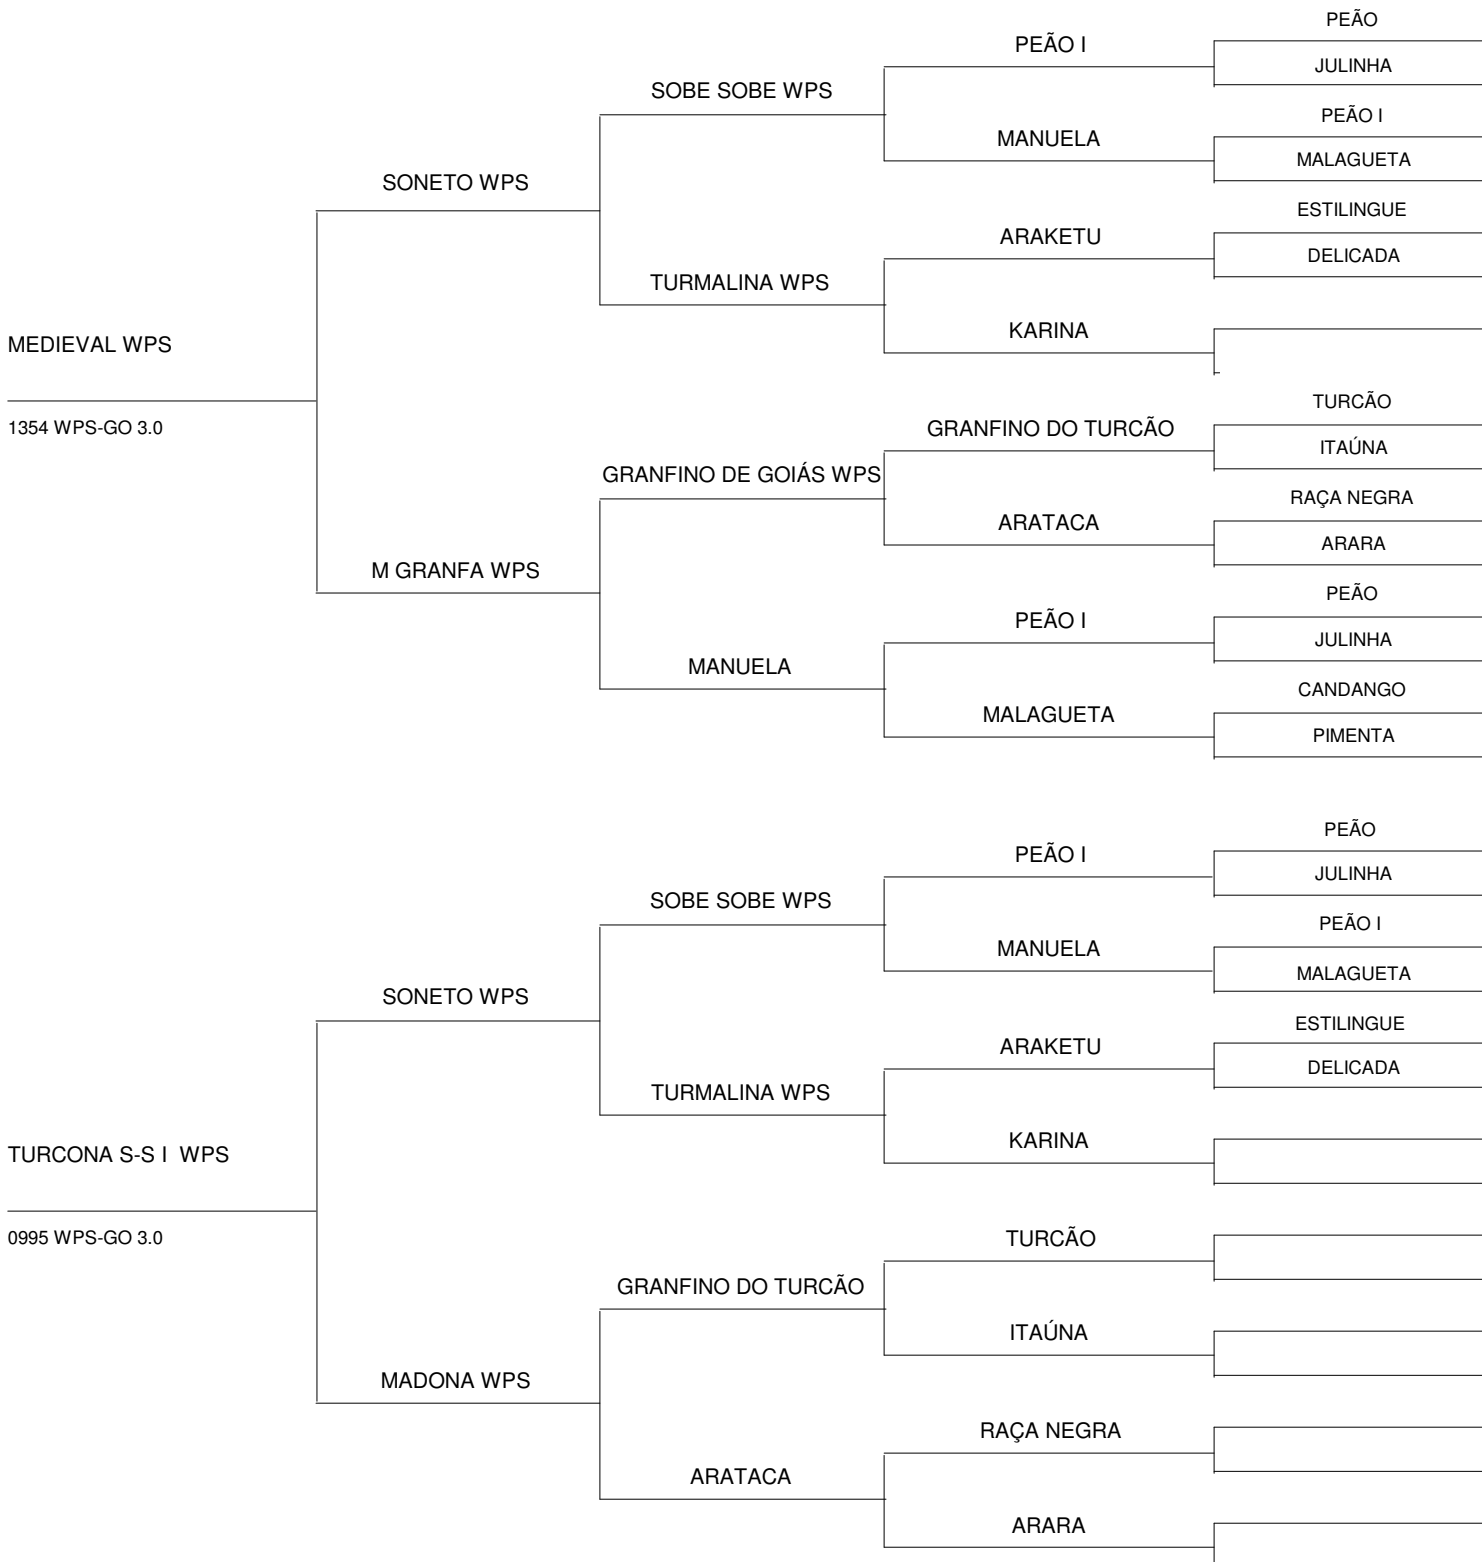 PEÃO
PEÃO I
JULINHA
SOBE SOBE WPS
PEÃO I
MANUELA
MALAGUETA
SONETO WPS
ESTILINGUE
ARAKETU
DELICADA
TURMALINA WPS
KARINA
MEDIEVAL WPS
TURCÃO
1354 WPS-GO 3.0
GRANFINO DO TURCÃO
ITAÚNA
GRANFINO DE GOIÁS WPS
RAÇA NEGRA
ARATACA
ARARA
M GRANFA WPS
PEÃO
PEÃO I
JULINHA
MANUELA
CANDANGO
MALAGUETA
PIMENTA
PEÃO
PEÃO I
JULINHA
SOBE SOBE WPS
PEÃO I
MANUELA
MALAGUETA
SONETO WPS
ESTILINGUE
ARAKETU
DELICADA
TURMALINA WPS
KARINA
TURCONA S-S I WPS
0995 WPS-GO 3.0
TURCÃO
GRANFINO DO TURCÃO
ITAÚNA
MADONA WPS
RAÇA NEGRA
ARATACA
ARARA